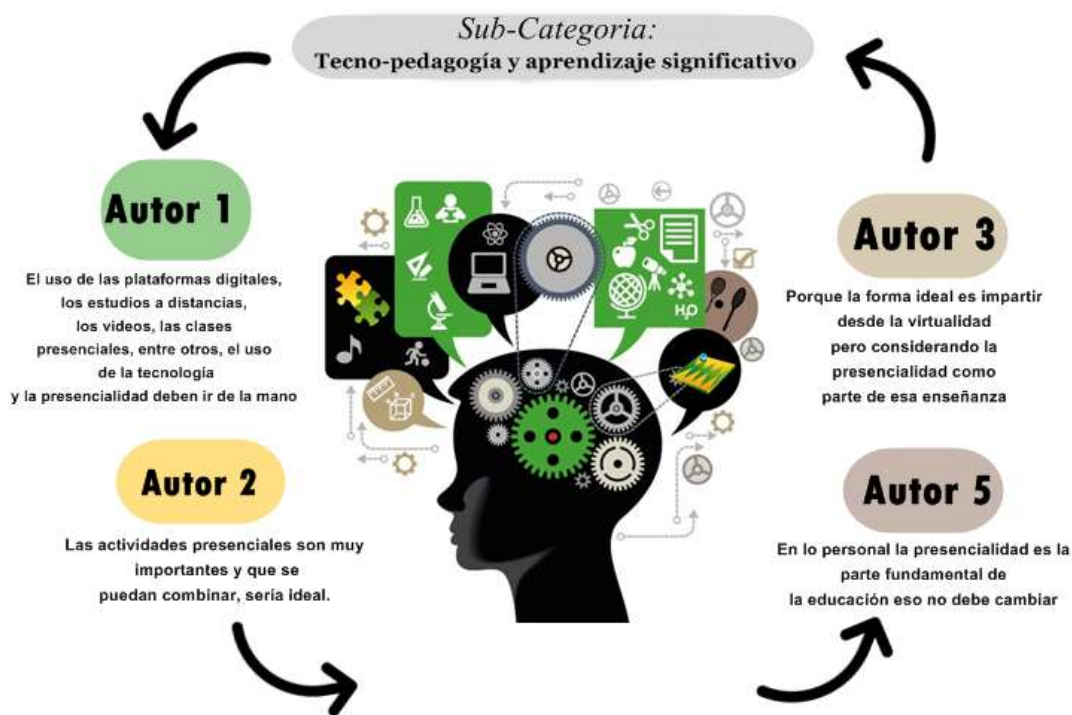 Sub-Categoria:
Tecno-pedagogía y aprendizaje significativo
Autor 1
El uso de las plataformas digitales,
los estudios a distancias,
los videos, las clases
presenciales, entre otros, el uso
de la tecnología
y la presencialidad deben ir de la mano
Autor 2
Las actividades presenciales son muy
importantes y que se
puedan combinar, seria ideal.
Autor 3
Porque la forma ideal es impartir
desde la virtualidad
pero considerando la
presencialidad como
parte de esa enseñanza
Autor 5
En lo personal la presencialidad es la
parte fundamental de
la educación eso no debe cambiar
H₂O